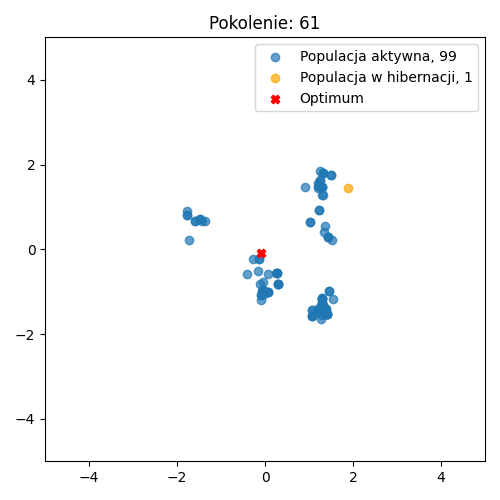 Pokolenie: 61
Populacja aktywna, 99
Populacja w hibernacji, 1
Optimum
4
2
0
−2
−4
−4
−2
0
2
4